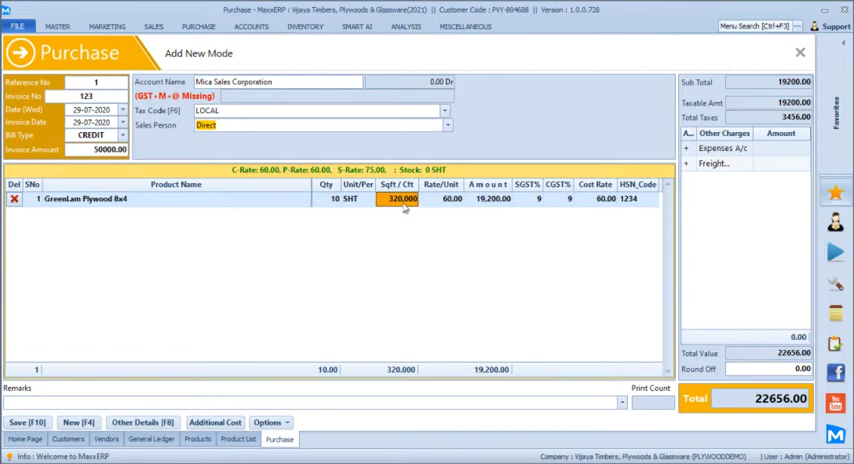 Purchase - MaxxERP : Vijaya Timbers, Plywoods & Glassware(2021) || Customer Code : PVY-804688 || Version : 1.0.0.728
FILE MASTER MARKETING SALES PURCHASE ACCOUNTS INVENTORY SMART AI ANALYSIS MISCELLANEOUS Menu Search [Ctrl+F3] ... Support
Purchase Add New Mode
Reference No 1
Invoice No 123
Date (Wed) 29-07-2020
Invoice Date 29-07-2020
Bill Type CREDIT
Invoice Amount 50000.00
Account Name Mica Sales Corporation 0.00 Dr
(GST+M+@ Missing)
Tax Code [F6] LOCAL
Sales Person Direct
Sub Total 19200.00
Taxable Amt 19200.00
Total Taxes 3456.00
A... Other Charges Amount
+ Expenses A/c
+ Freight...
0.00
Total Value 22656.00
Round Off 0.00
Total 22656.00
C-Rate: 60.00, P-Rate: 60.00, S-Rate: 75.00, : Stock: 0 SHT
Del SNo Product Name Qty Unit/Per Sqft / Cft Rate/Unit Amount SGST% CGST% Cost Rate HSN_Code
1 GreenLam Plywood 8x4 10 SHT 320.000 60.00 19,200.00 9 9 60.00 1234
1 10.00 320.000 19,200.00
Remarks Print Count
Save [F10] New [F4] Other Details [F8] Additional Cost Options
Home Page Customers Vendors General Ledger Products Product List Purchase
Info : Welcome to MaxxERP Company : Vijaya Timbers, Plywoods & Glassware (PLYWOODDEMO) User : Admin (Administrator)
Favorites
You
Tube